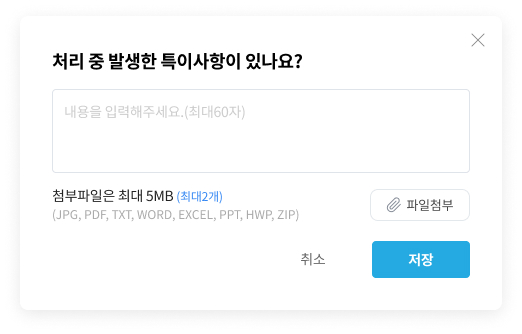 처리 중 발생한 특이사항이 있나요?
내용을 입력해주세요.(최대60자)
첨부파일은 최대 5MB (최대2개)
(JPG, PDF, TXT, WORD, EXCEL, PPT, HWP, ZIP)
파일첨부
취소
저장